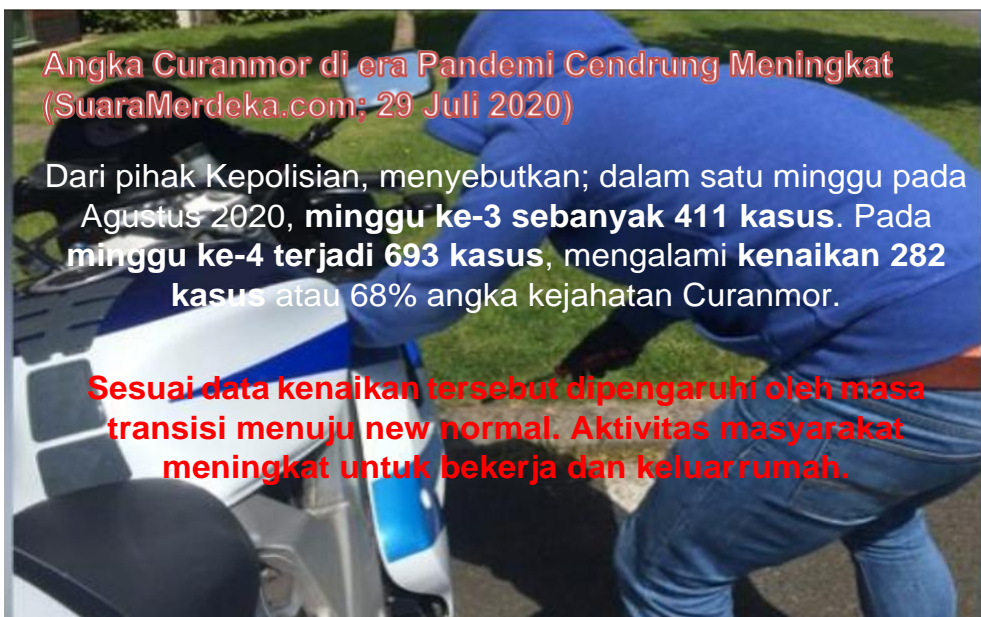 Angka Curanmor di era Pandemi Cendrung Meningkat
(SuaraMerdeka.com; 29 Juli 2020)
Dari pihak Kepolisian, menyebutkan; dalam satu minggu pada
Agustus 2020, minggu ke-3 sebanyak 411 kasus. Pada
minggu ke-4 terjadi 693 kasus, mengalami kenaikan 282
kasus atau 68% angka kejahatan Curanmor.
Sesuai data kenaikan tersebut dipengaruhi oleh masa
transisi menuju new normal. Aktivitas masyarakat
meningkat untuk bekerja dan keluar rumah.